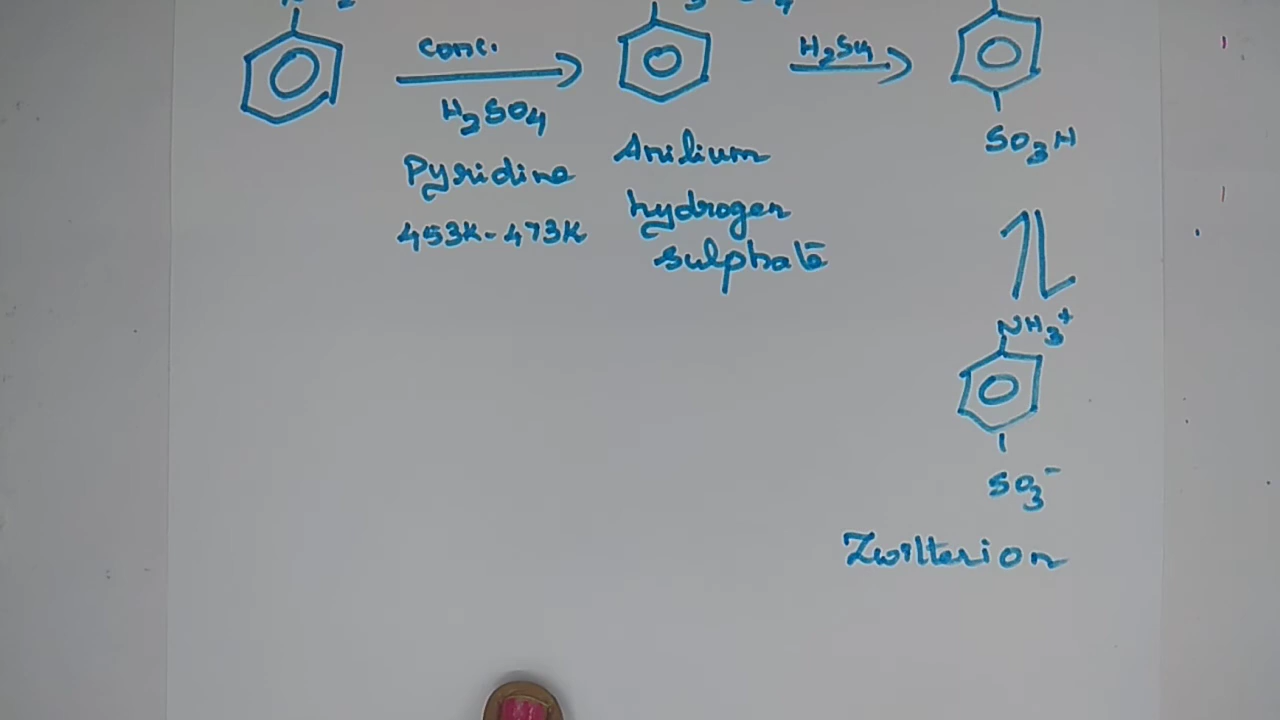 conc.
H2SO4
Pyridine
453K-473K
H2SO4
Anilium
hydrogen
sulphate
SO3H
NH3+
SO3-
Zwitterion